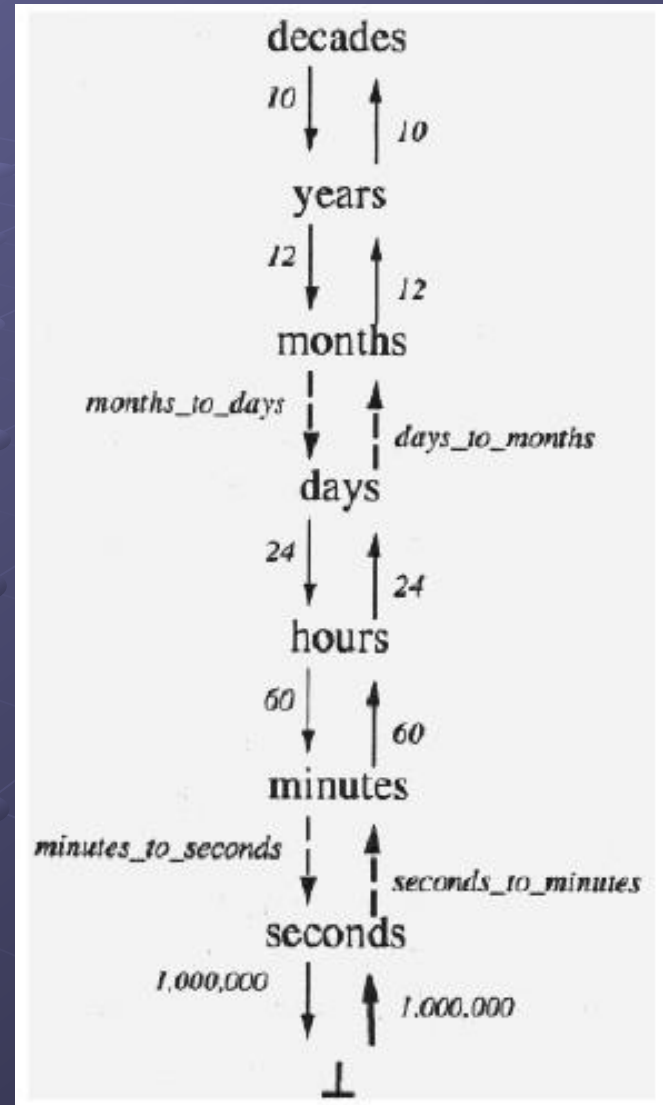 decades
10
10
years
12
12
months
months_to_days
days_to_months
days
24
24
hours
60
60
minutes
minutes_to_seconds
seconds_to_minutes
seconds
1,000,000
1.000.000
⊥